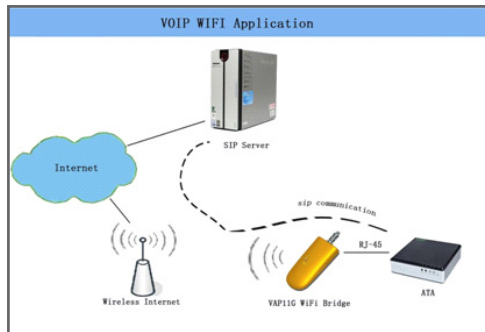 VOIP WIFI Application
SIP Server
Internet
sip communication
RJ-45
Wireless Internet
VAP11G WiFi Bridge
ATA